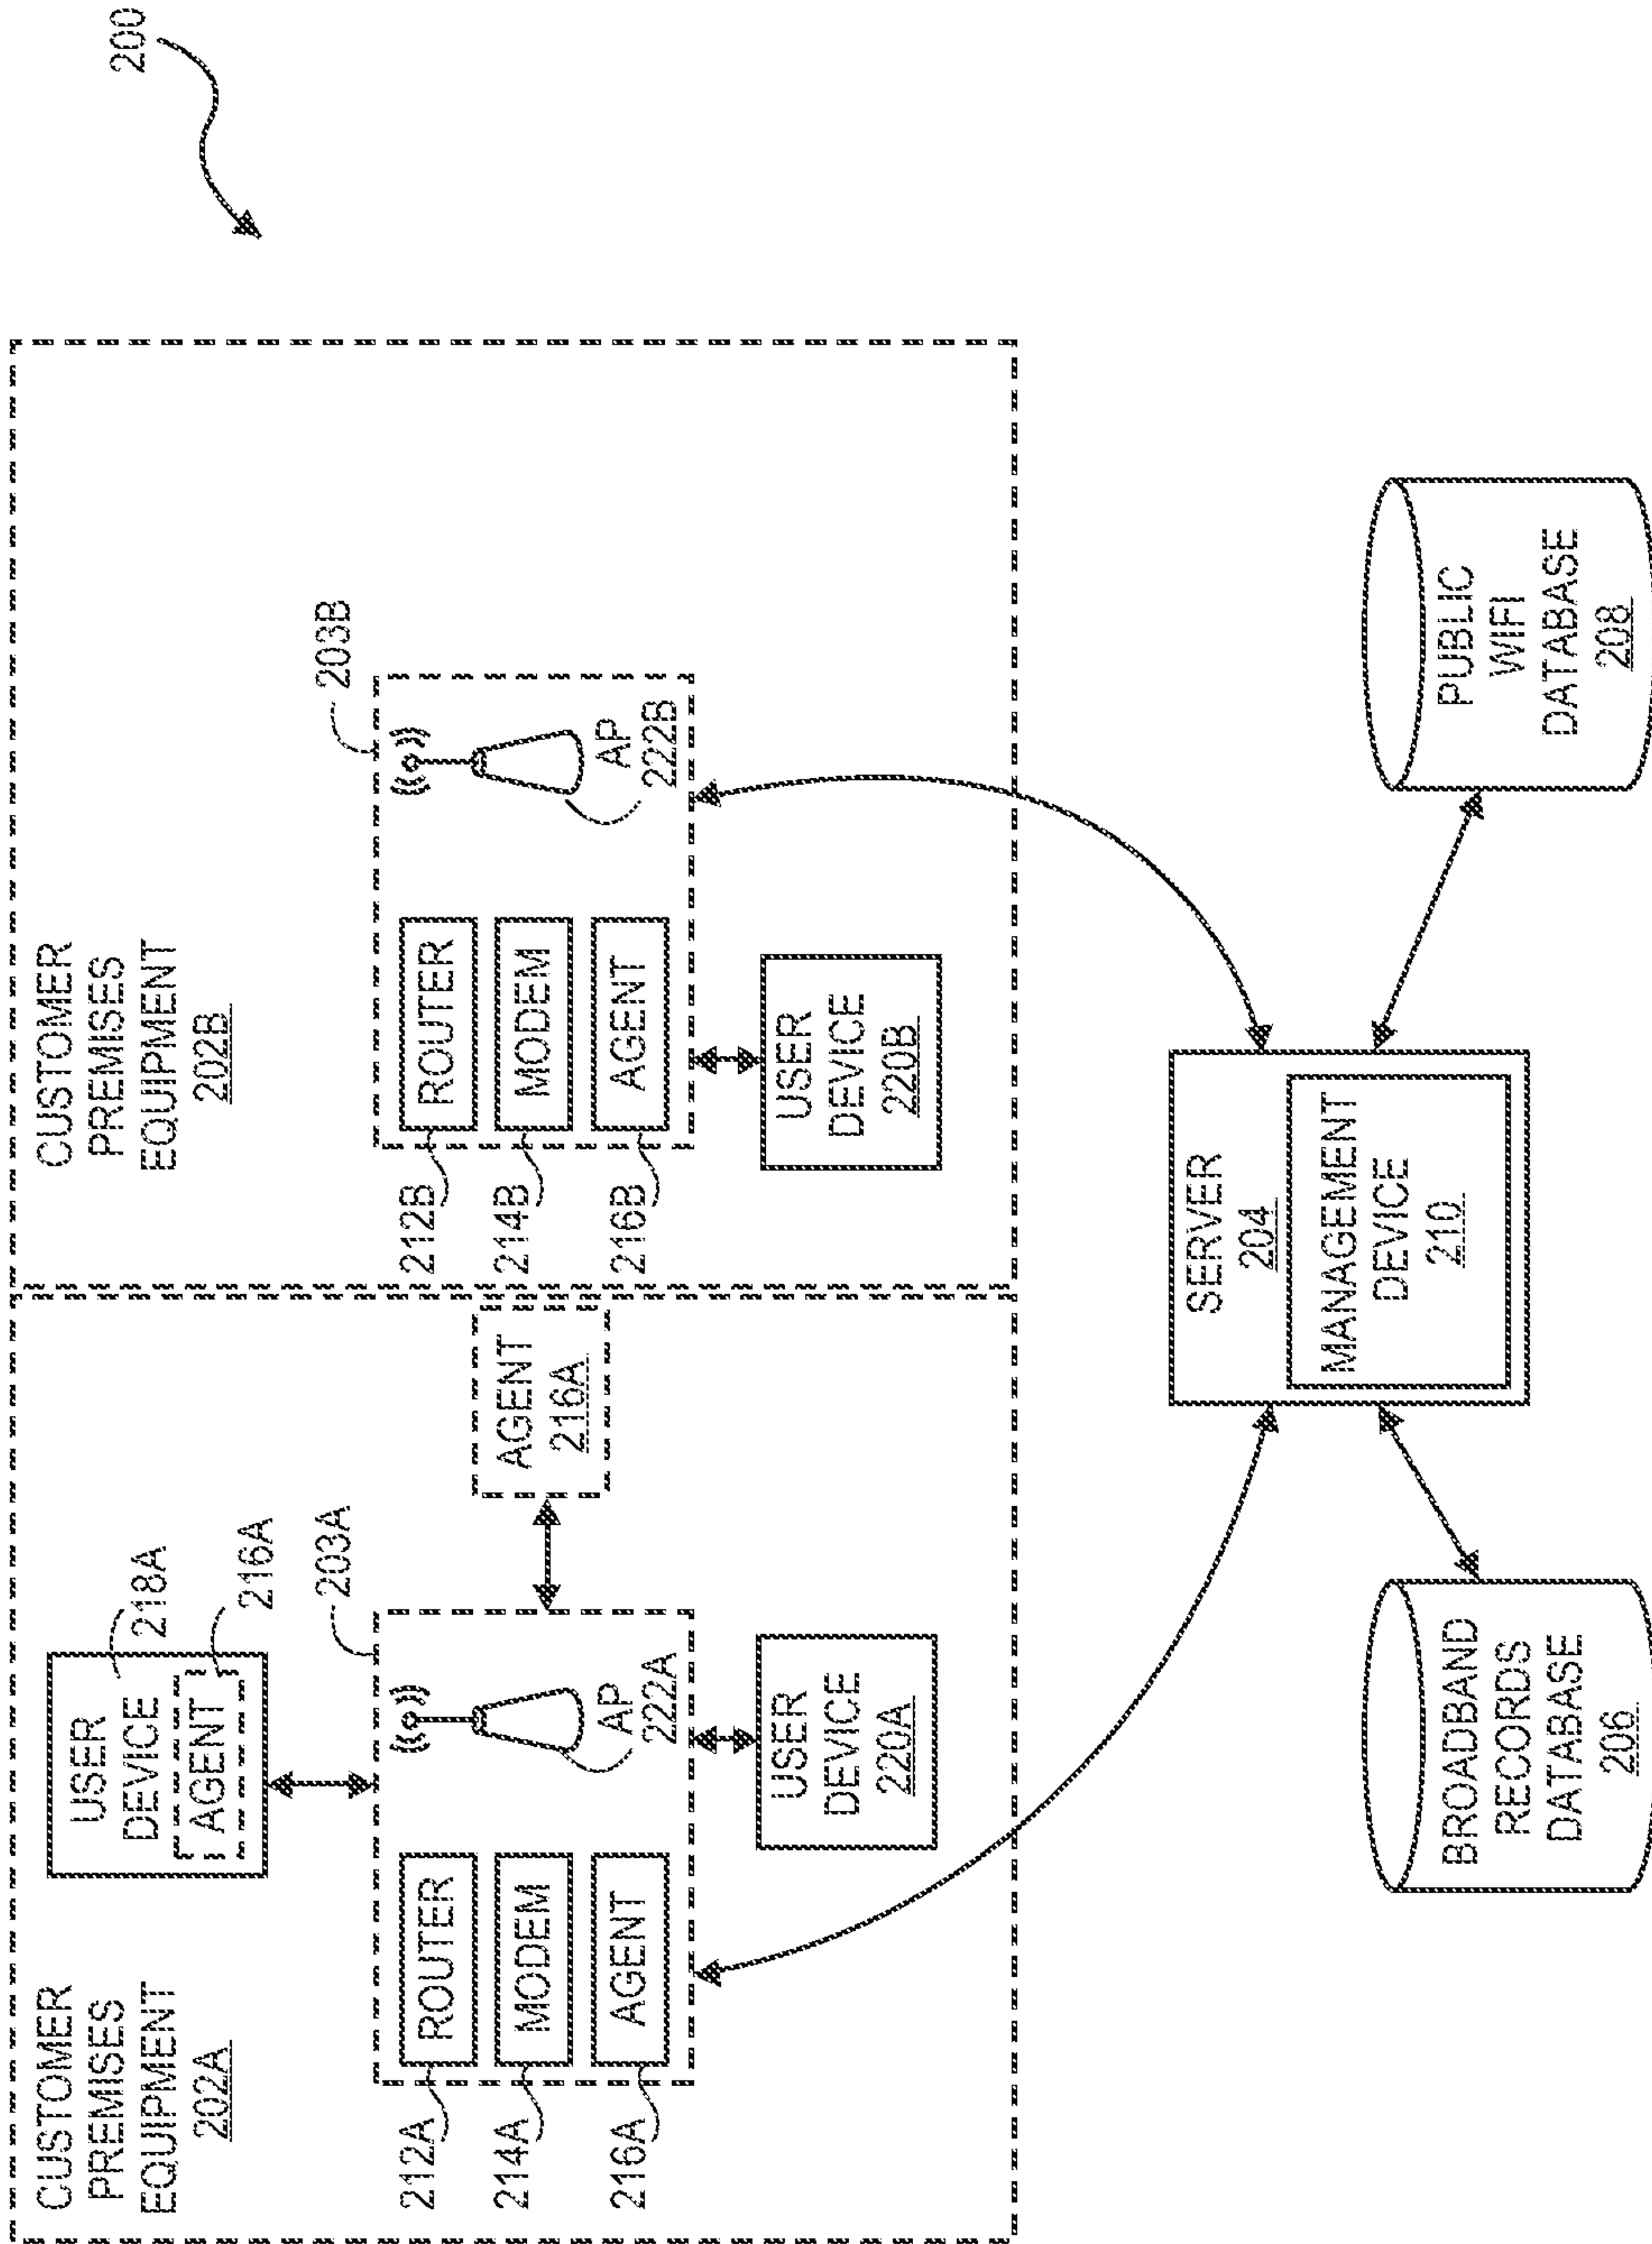 200
CUSTOMER
PREMISES
EQUIPMENT
202A
USER
DEVICE
AGENT
218A
216A
203A
212A
214A
216A
ROUTER
MODEM
AGENT
AP
222A
AGENT
216A
USER
DEVICE
220A
CUSTOMER
PREMISES
EQUIPMENT
202B
203B
212B
214B
216B
ROUTER
MODEM
AGENT
AP
222B
USER
DEVICE
220B
SERVER
204
MANAGEMENT
DEVICE
210
BROADBAND
RECORDS
DATABASE
206
PUBLIC
WIFI
DATABASE
208